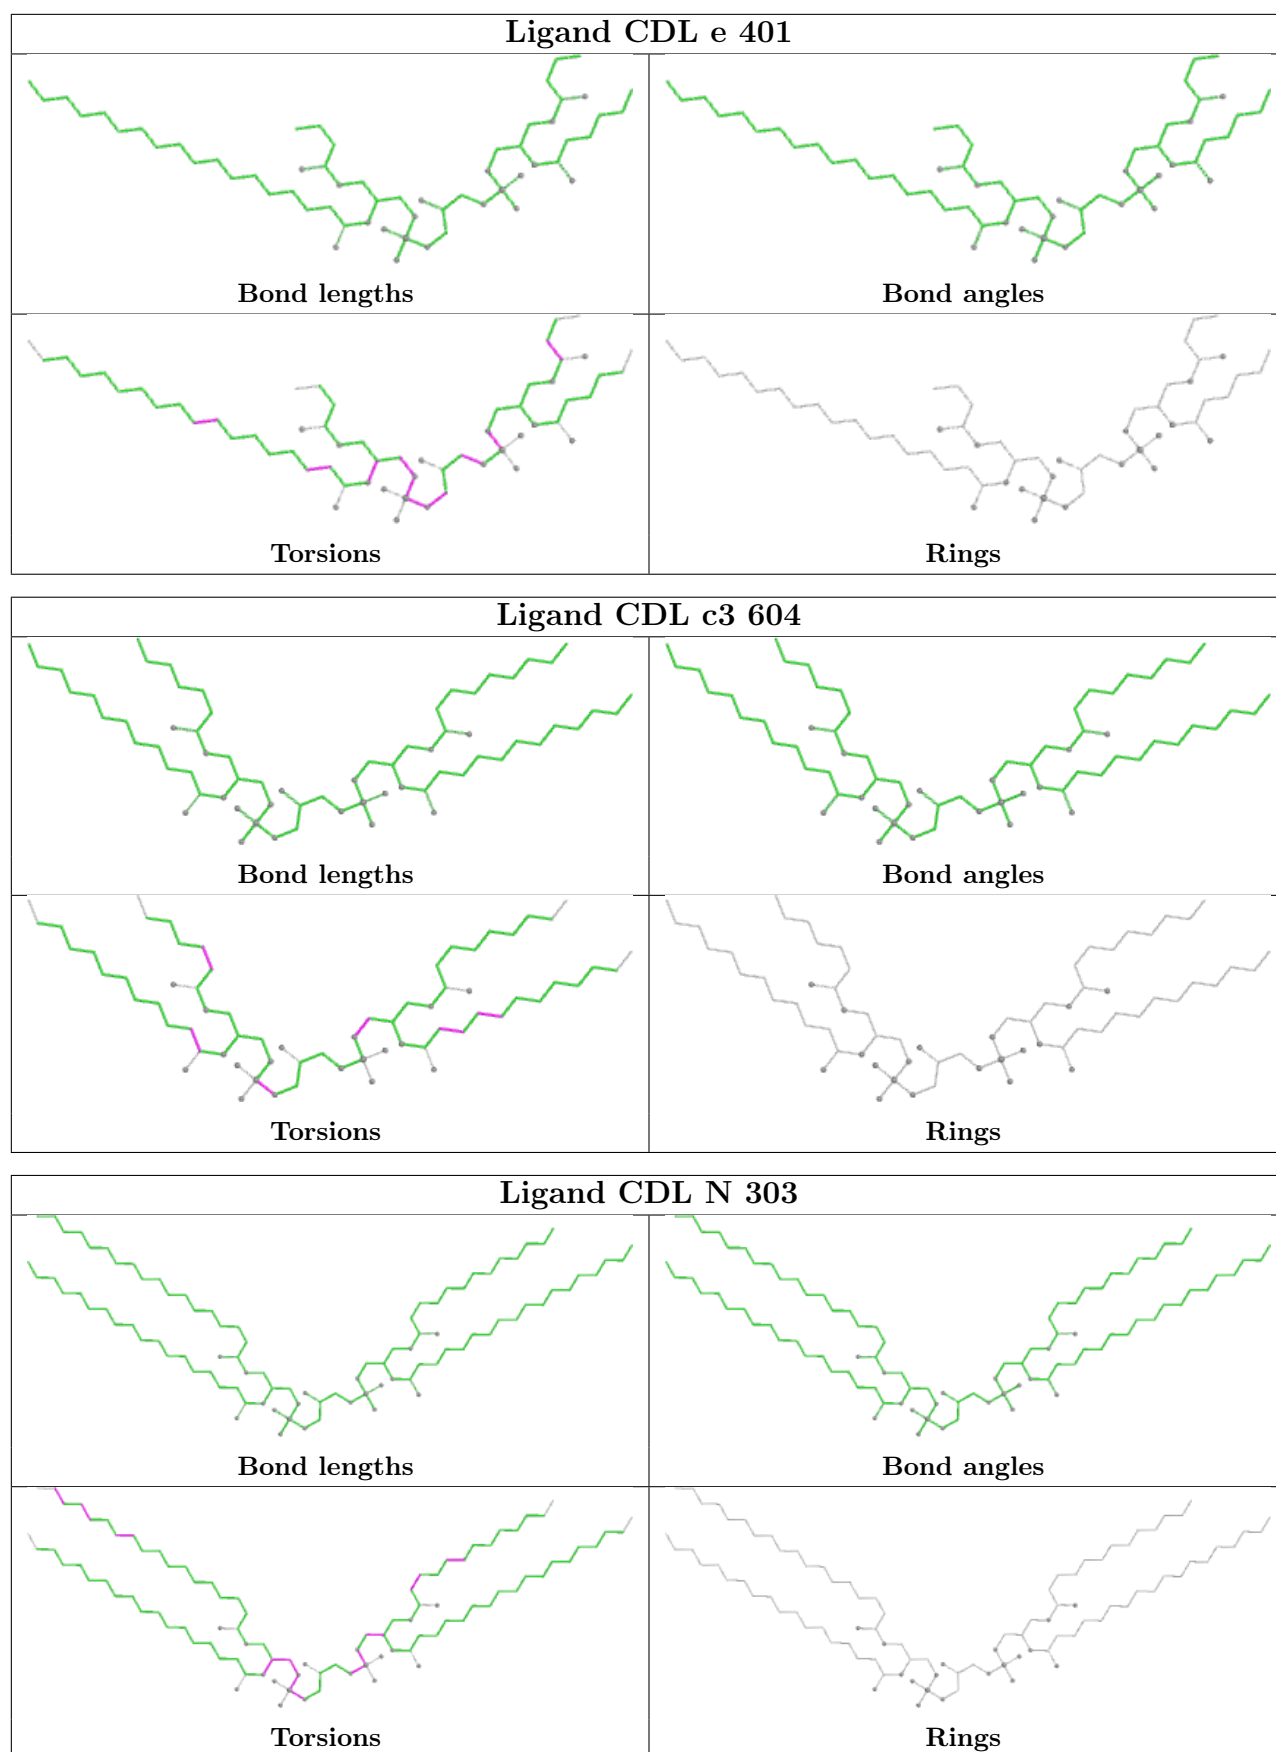 Ligand CDL e 401
Bond lengths
Bond angles
Torsions
Rings
Ligand CDL c3 604
Bond lengths
Bond angles
Torsions
Rings
Ligand CDL N 303
Bond lengths
Bond angles
Torsions
Rings